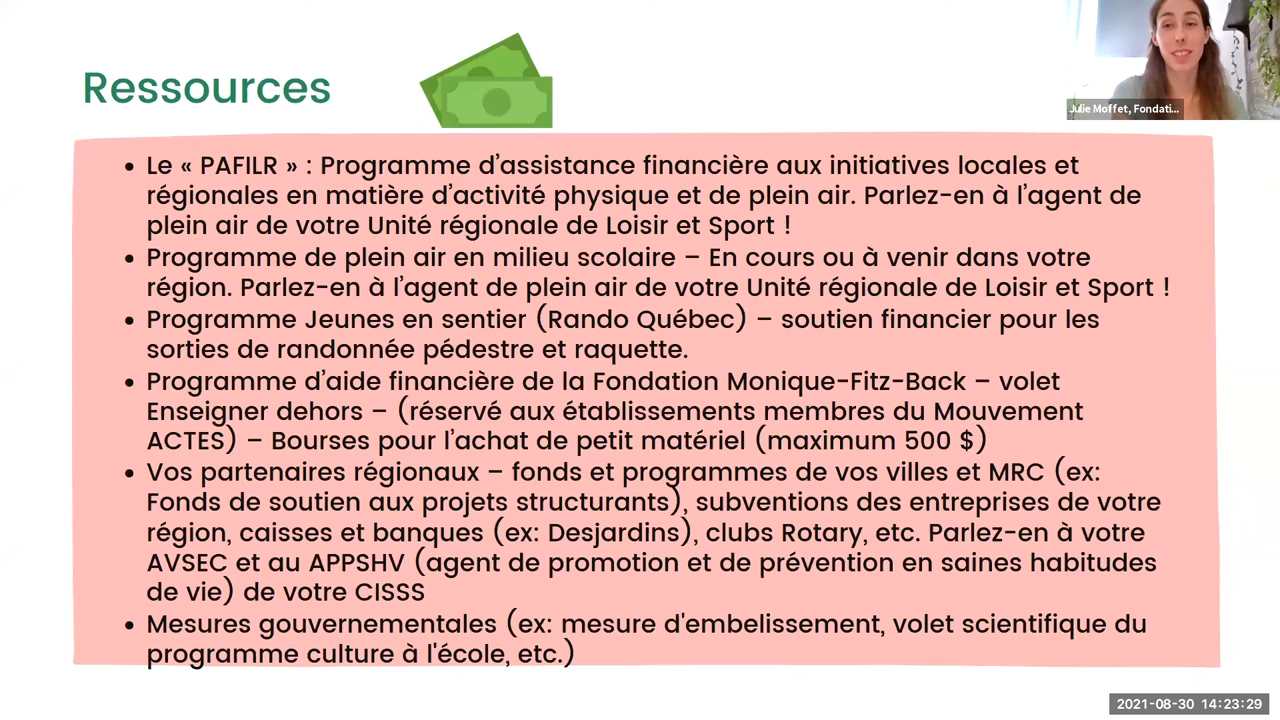 Ressources
Julie Moffet, Fondati...
• Le « PAFILR » : Programme d’assistance financière aux initiatives locales et
régionales en matière d’activité physique et de plein air. Parlez-en à l’agent de
plein air de votre Unité régionale de Loisir et Sport !
• Programme de plein air en milieu scolaire – En cours ou à venir dans votre
région. Parlez-en à l’agent de plein air de votre Unité régionale de Loisir et Sport !
• Programme Jeunes en sentier (Rando Québec) – soutien financier pour les
sorties de randonnée pédestre et raquette.
• Programme d’aide financière de la Fondation Monique-Fitz-Back – volet
Enseigner dehors – (réservé aux établissements membres du Mouvement
ACTES) – Bourses pour l’achat de petit matériel (maximum 500 $)
• Vos partenaires régionaux – fonds et programmes de vos villes et MRC (ex:
Fonds de soutien aux projets structurants), subventions des entreprises de votre
région, caisses et banques (ex: Desjardins), clubs Rotary, etc. Parlez-en à votre
AVSEC et au APPSHV (agent de promotion et de prévention en saines habitudes
de vie) de votre CISSS
• Mesures gouvernementales (ex: mesure d'embelissement, volet scientifique du
programme culture à l'école, etc.)
2021-08-30 14:23:29